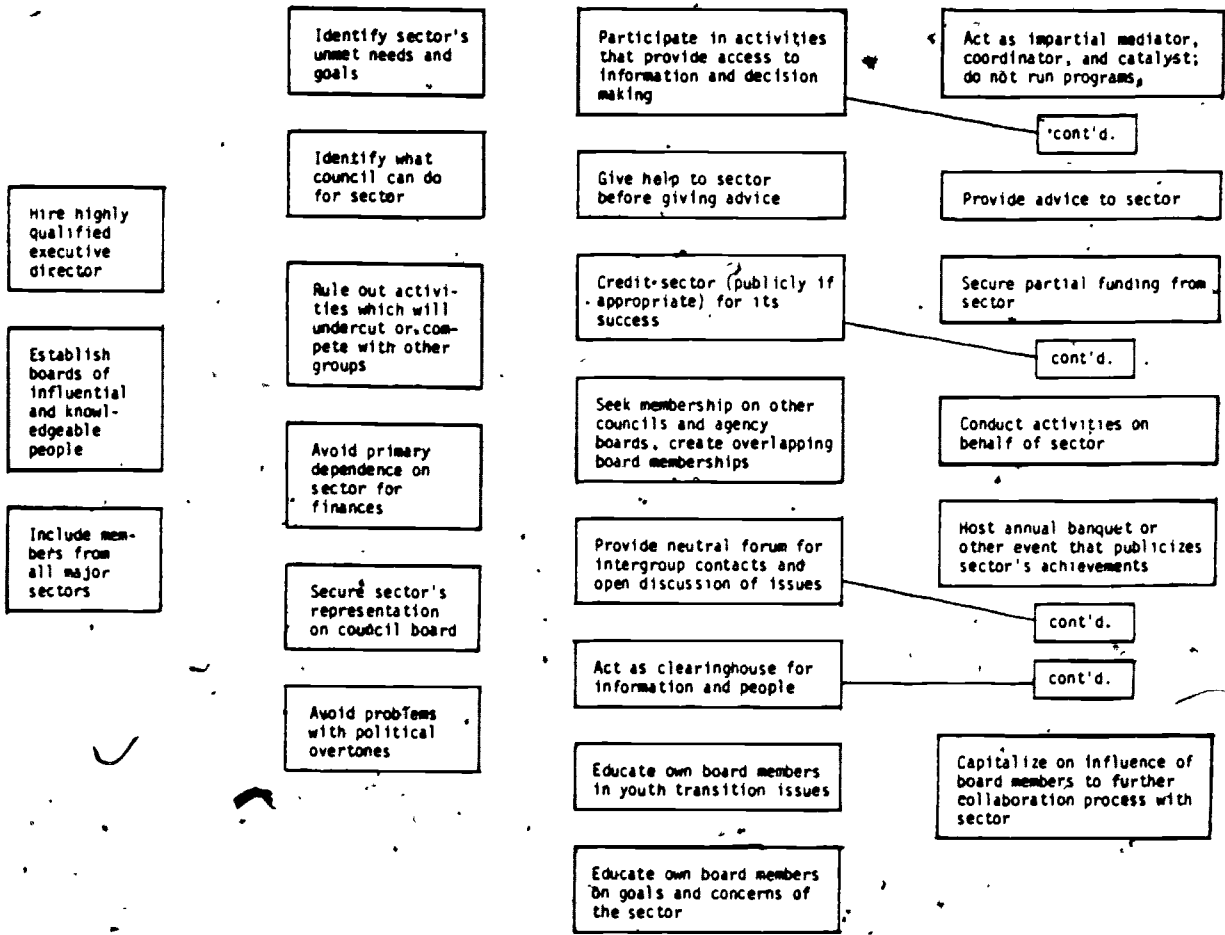 Hire highly
qualified
executive
director
Establish
boards of
influential
and knowl-
edgeable
people
Include mem-
bers from
all major
sectors
Identify sector's
unmet needs and
goals
Identify what
council can do
for sector
Rule out activi-
ties which will
undercut or com-
pete with other
groups
Avoid primary
dependence on
sector for
finances
Secure sector's
representation
on council board
Avoid problems
with political
overtones
Participate in activities
that provide access to
information and decision
making
Give help to sector
before giving advice
Credit sector (publicly if
appropriate) for its
success
Seek membership on other
councils and agency
boards, create overlapping
board memberships
Provide neutral forum for
intergroup contacts and
open discussion of issues
Act as clearinghouse for
information and people
Educate own board members
in youth transition issues
Educate own board members
on goals and concerns of
the sector
Act as impartial mediator,
coordinator, and catalyst;
do not run programs,
cont'd.
Provide advice to sector
Secure partial funding from
sector
cont'd.
Conduct activities on
behalf of sector
Host annual banquet or
other event that publicizes
sector's achievements
cont'd.
cont'd.
Capitalize on influence of
board members to further
collaboration process with
sector